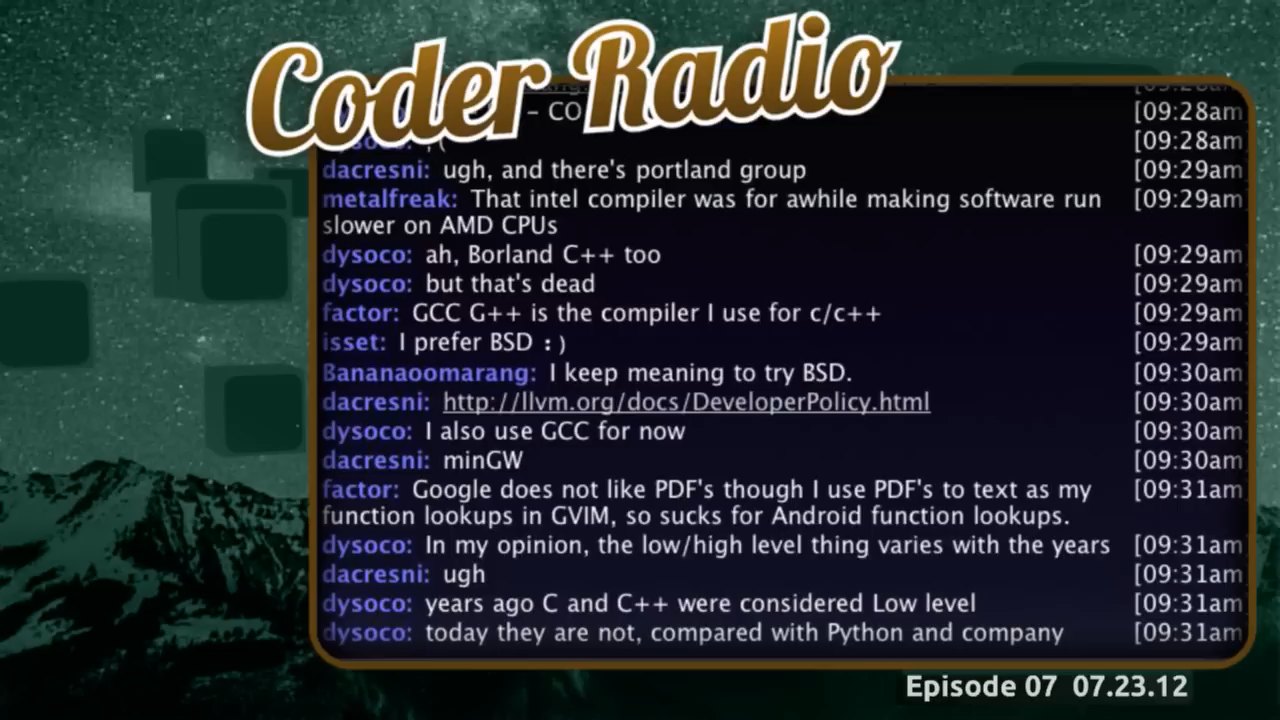 Coder Radio
- CO [09:28am
dysoco: ;( [09:28am
dacresni: ugh, and there's portland group [09:29am
metalfreak: That intel compiler was for awhile making software run [09:29am
slower on AMD CPUs
dysoco: ah, Borland C++ too [09:29am
dysoco: but that's dead [09:29am
factor: GCC G++ is the compiler I use for c/c++ [09:29am
isset: I prefer BSD :) [09:29am
Bananaoomarang: I keep meaning to try BSD. [09:30am
dacresni: http://llvm.org/docs/DeveloperPolicy.html [09:30am
dysoco: I also use GCC for now [09:30am
dacresni: minGW [09:30am
factor: Google does not like PDF's though I use PDF's to text as my [09:31am
function lookups in GVIM, so sucks for Android function lookups.
dysoco: In my opinion, the low/high level thing varies with the years [09:31am
dacresni: ugh [09:31am
dysoco: years ago C and C++ were considered Low level [09:31am
dysoco: today they are not, compared with Python and company [09:31am
Episode 07 07.23.12